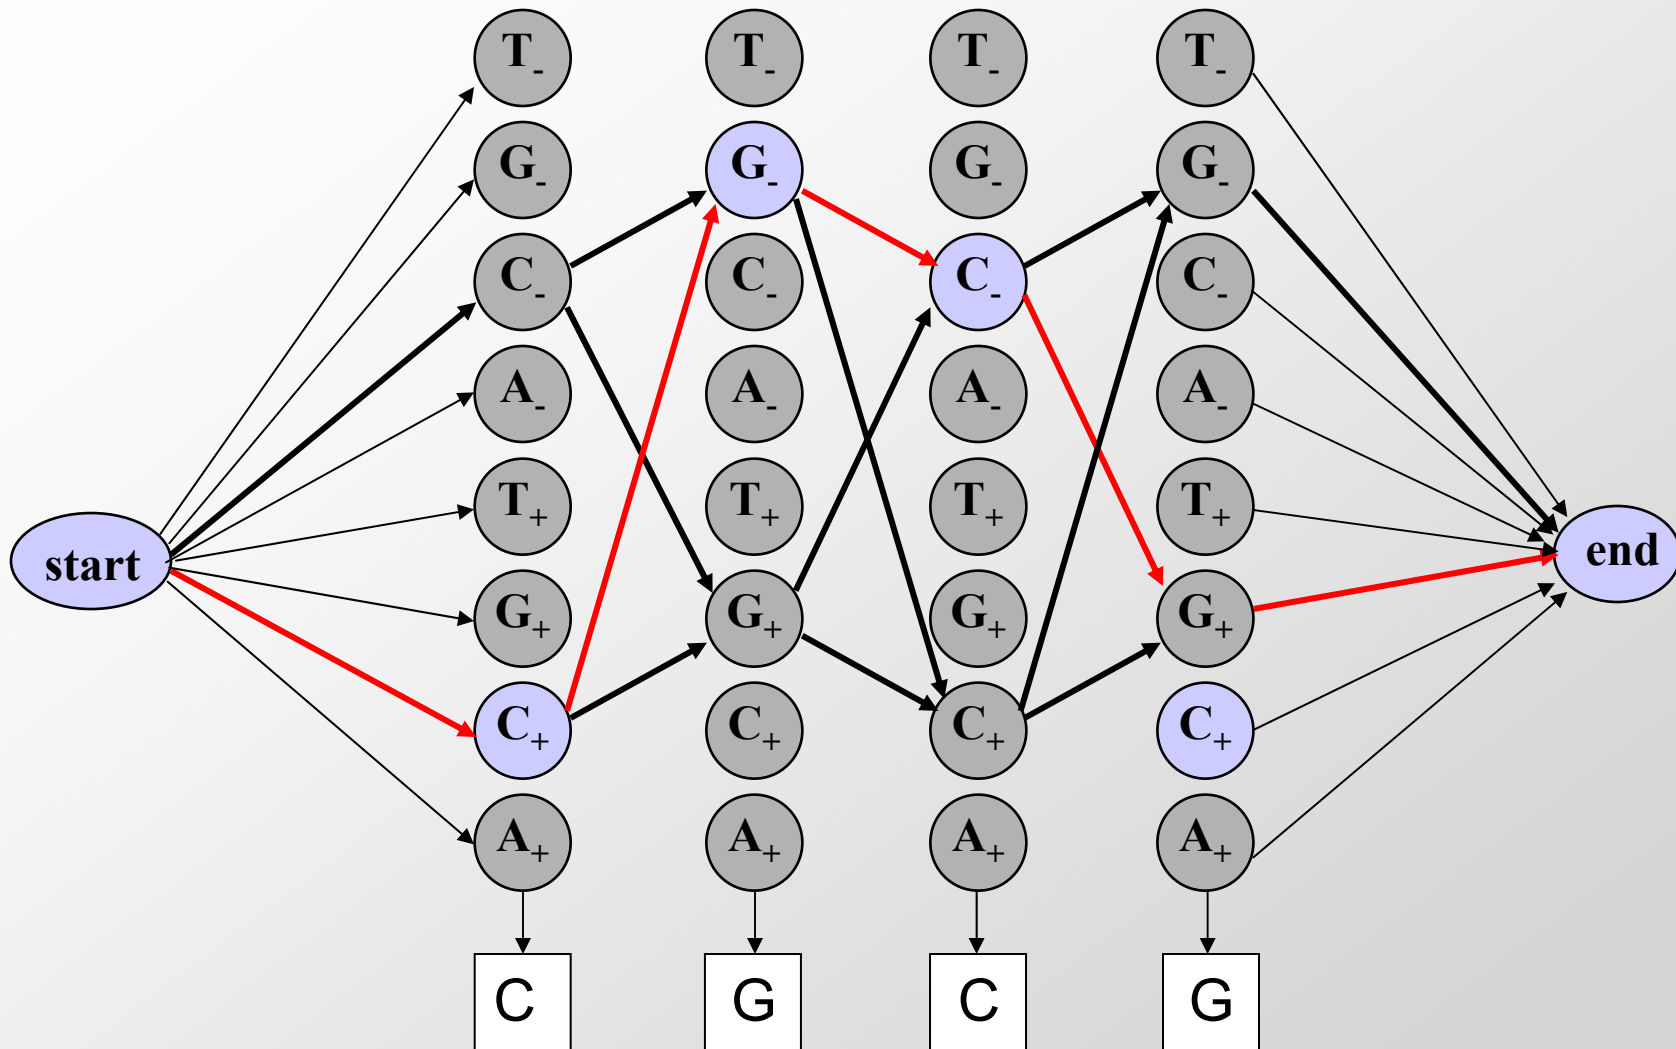 T- T- T- T-
G- G- G- G-
C- C- C- C-
A- A- A- A-
T+ T+ T+ T+
start end
G+ G+ G+ G+
C+ C+ C+ C+
A+ A+ A+ A+
C G C G